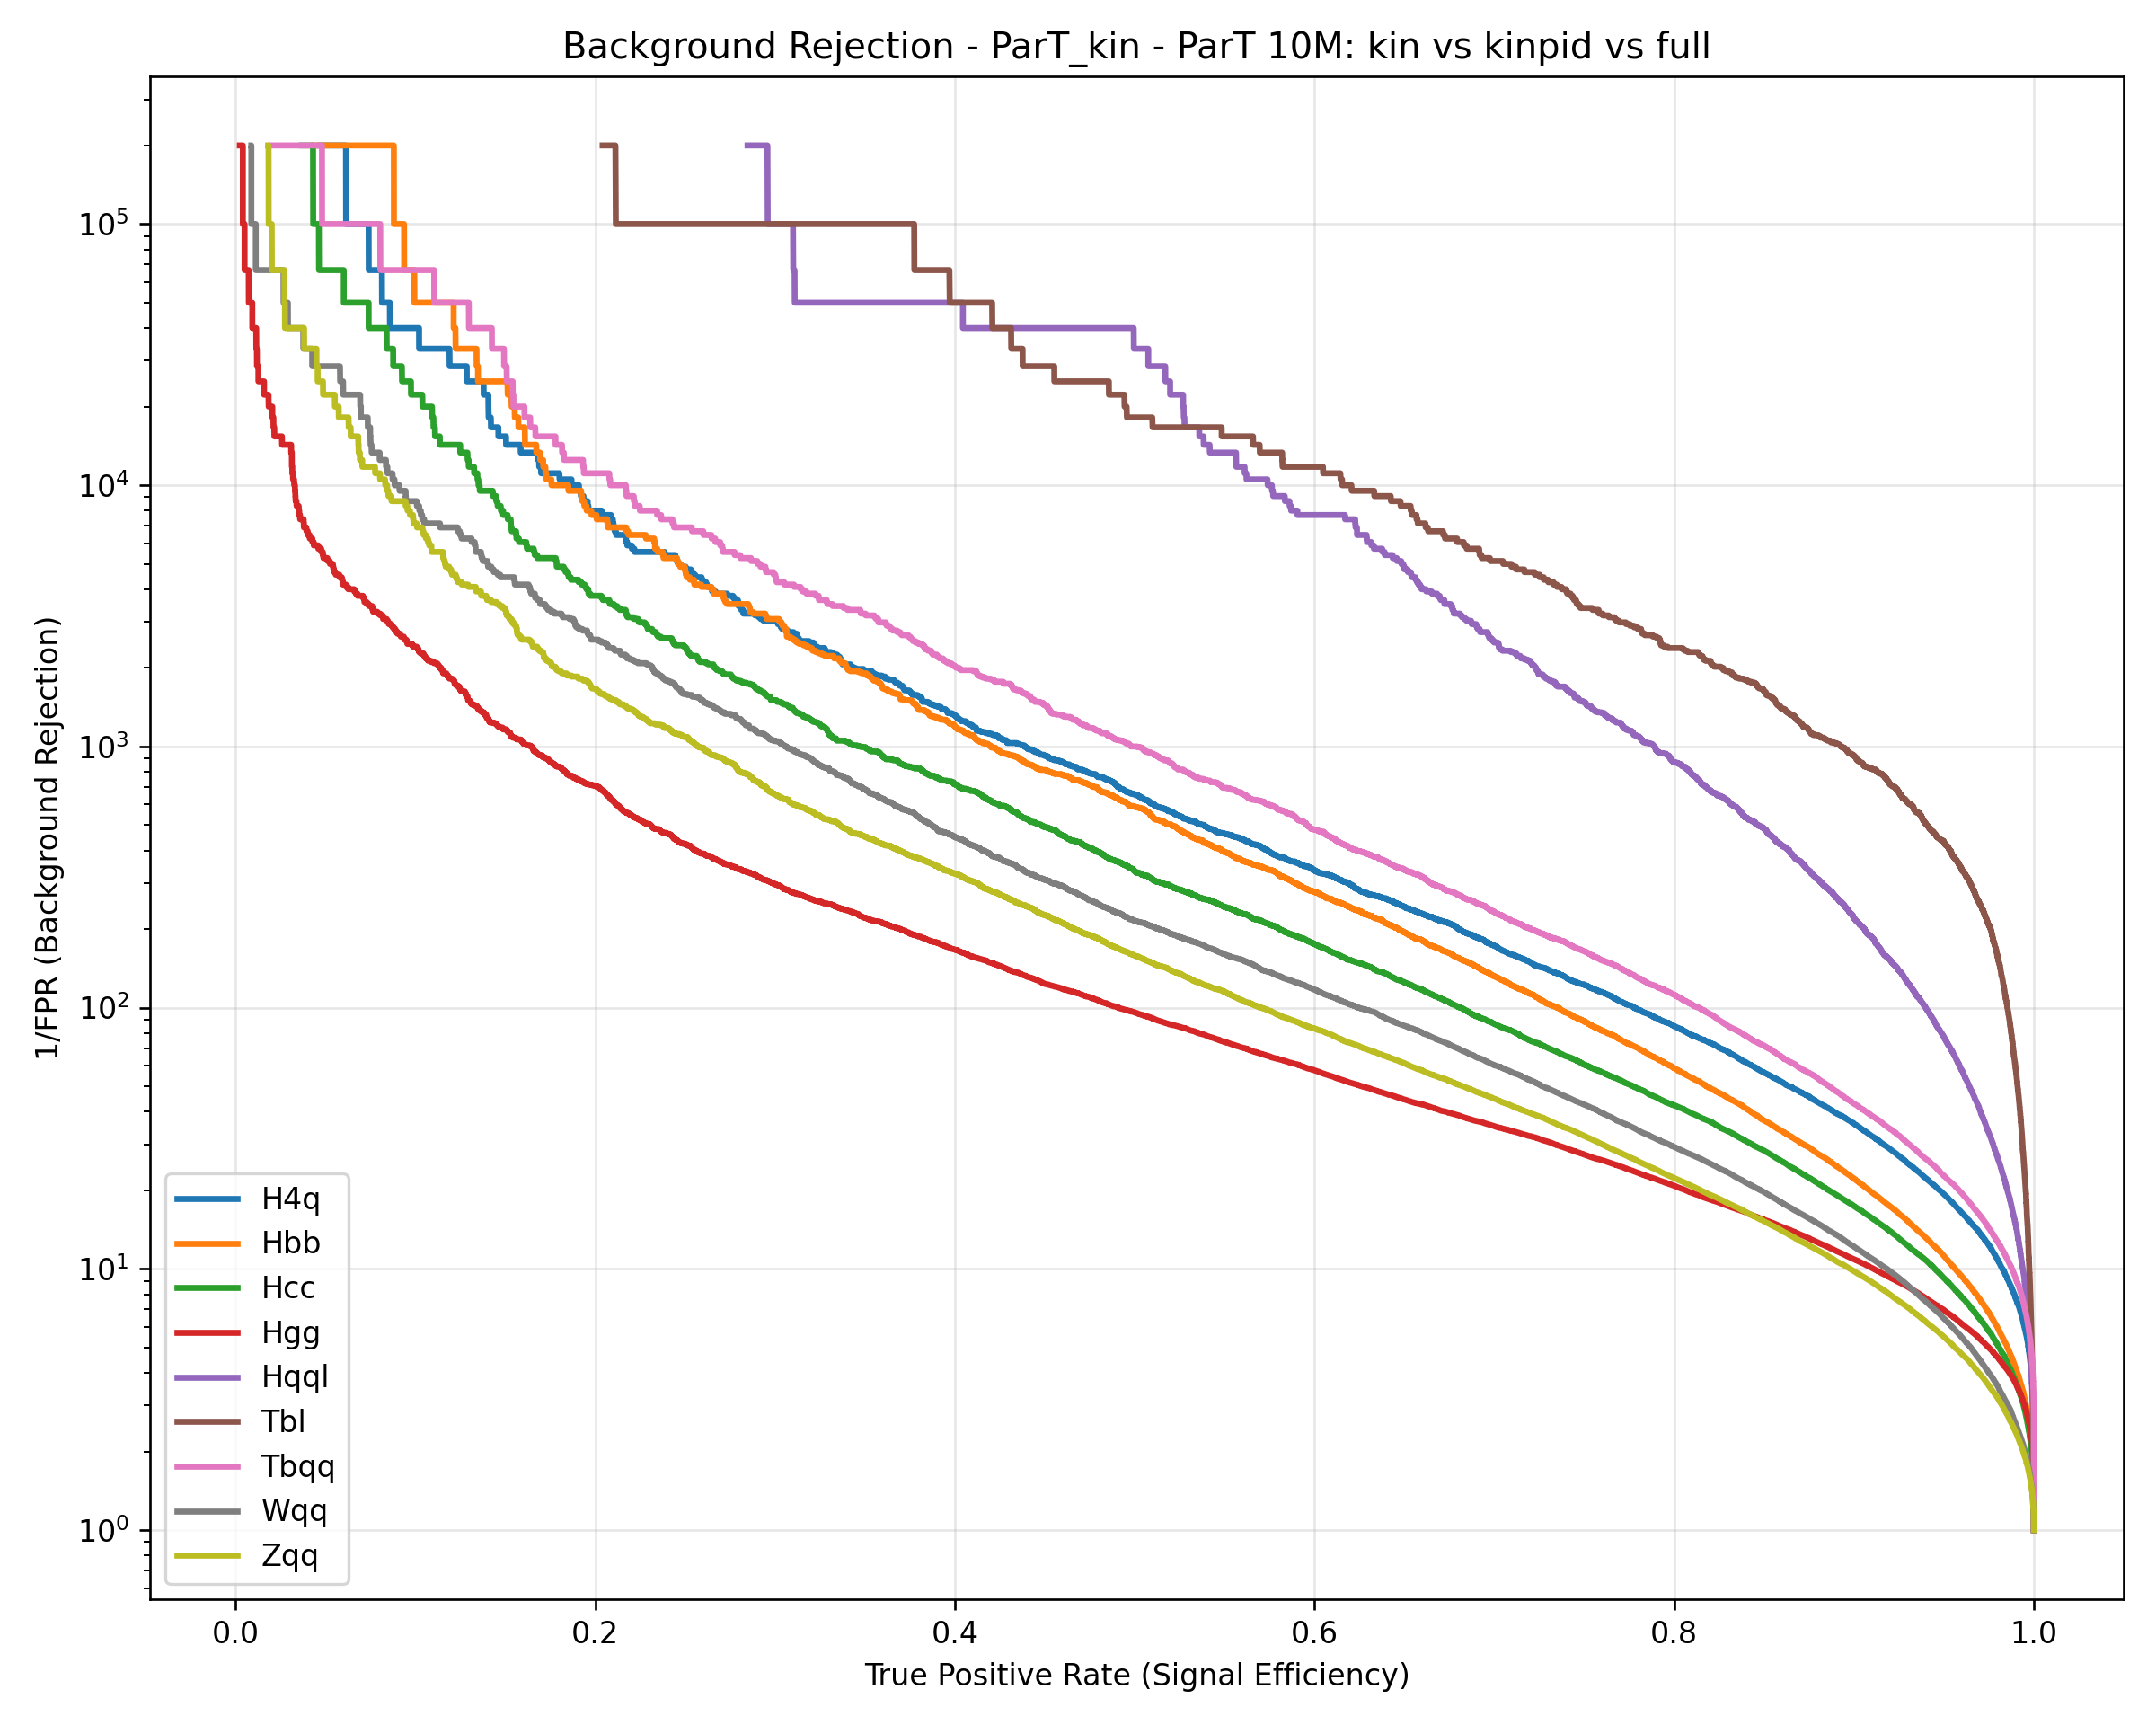 Background Rejection - ParT_kin - ParT 10M: kin vs kinpid vs full
1/FPR (Background Rejection)
10⁵
10⁴
10³
10²
10¹
10⁰
H4q
Hbb
Hcc
Hgg
Hqql
Tbl
Tbqq
Wqq
Zqq
0.0 0.2 0.4 0.6 0.8 1.0
True Positive Rate (Signal Efficiency)